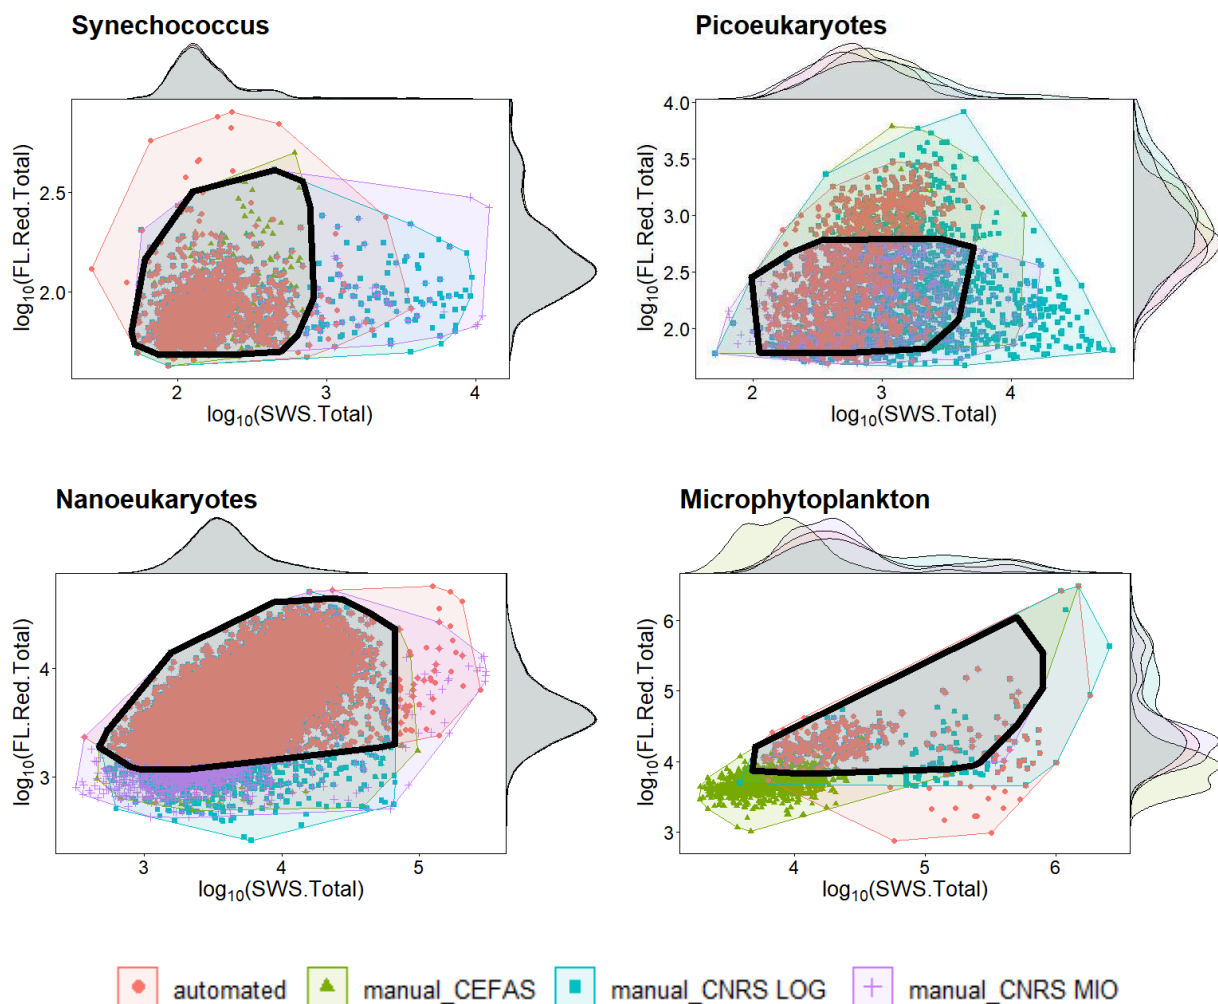 Synechococcus
Picoeukaryotes
2.5
2.0
2
3
4
log10(SWS.Total)
log10(FL.Red.Total)
4.0
3.5
3.0
2.5
2.0
2
3
4
log10(SWS.Total)
log10(FL.Red.Total)
Nanoeukaryotes
Microphytoplankton
4
3
3
4
5
log10(SWS.Total)
log10(FL.Red.Total)
6
5
4
3
4
5
6
log10(SWS.Total)
log10(FL.Red.Total)
automated manual_CEFAS manual_CNRS LOG manual_CNRS MIO